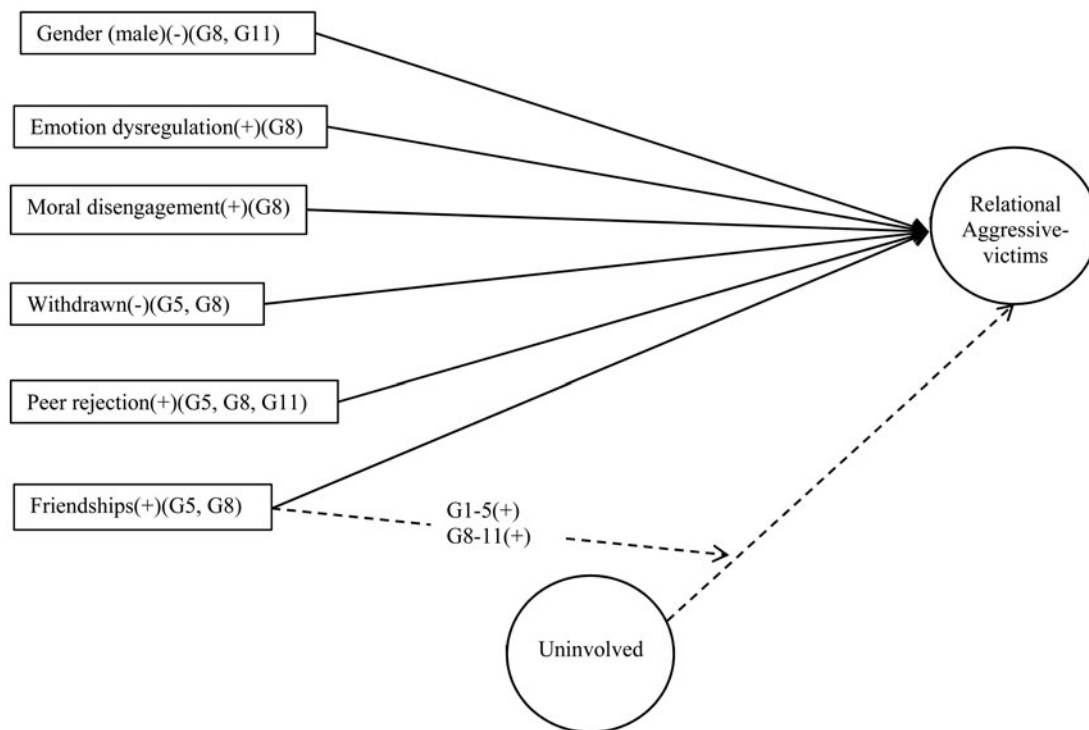 Gender (male)(-)(G8, G11)
Emotion dysregulation(+)(G8)
Moral disengagement(+)(G8)
Relational
Aggressive-
victims
Withdrawn(-)(G5, G8)
Peer rejection(+)(G5, G8, G11)
Friendships(+)(G5, G8)
G1-5(+)
G8-11(+)
Uninvolved